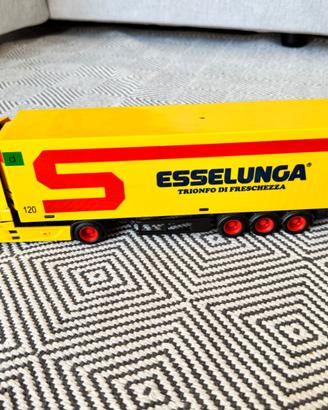 d
ESSELUNGA®
TRIONFO DI FRESCHEZZA
120